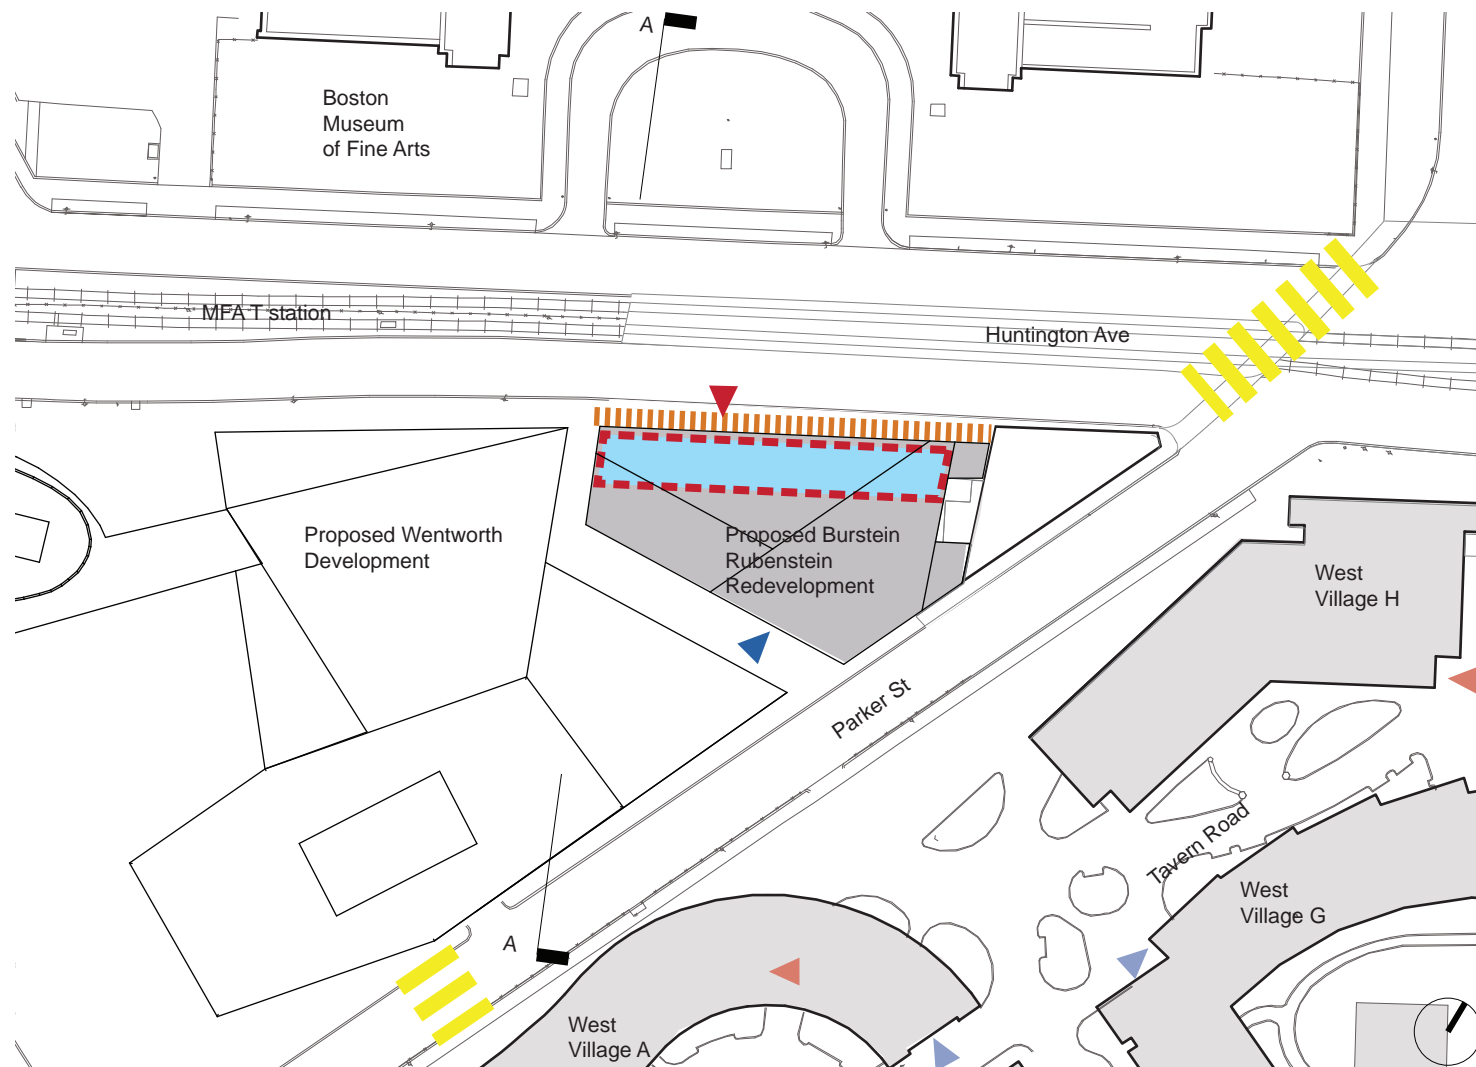 A
Boston
Museum
of Fine Arts
MFA T station
Huntington Ave
Proposed Wentworth
Development
Proposed Burstein
Rubenstein
Redevelopment
West
Village H
Parker St
Tavern Road
West
Village G
A
West
Village A